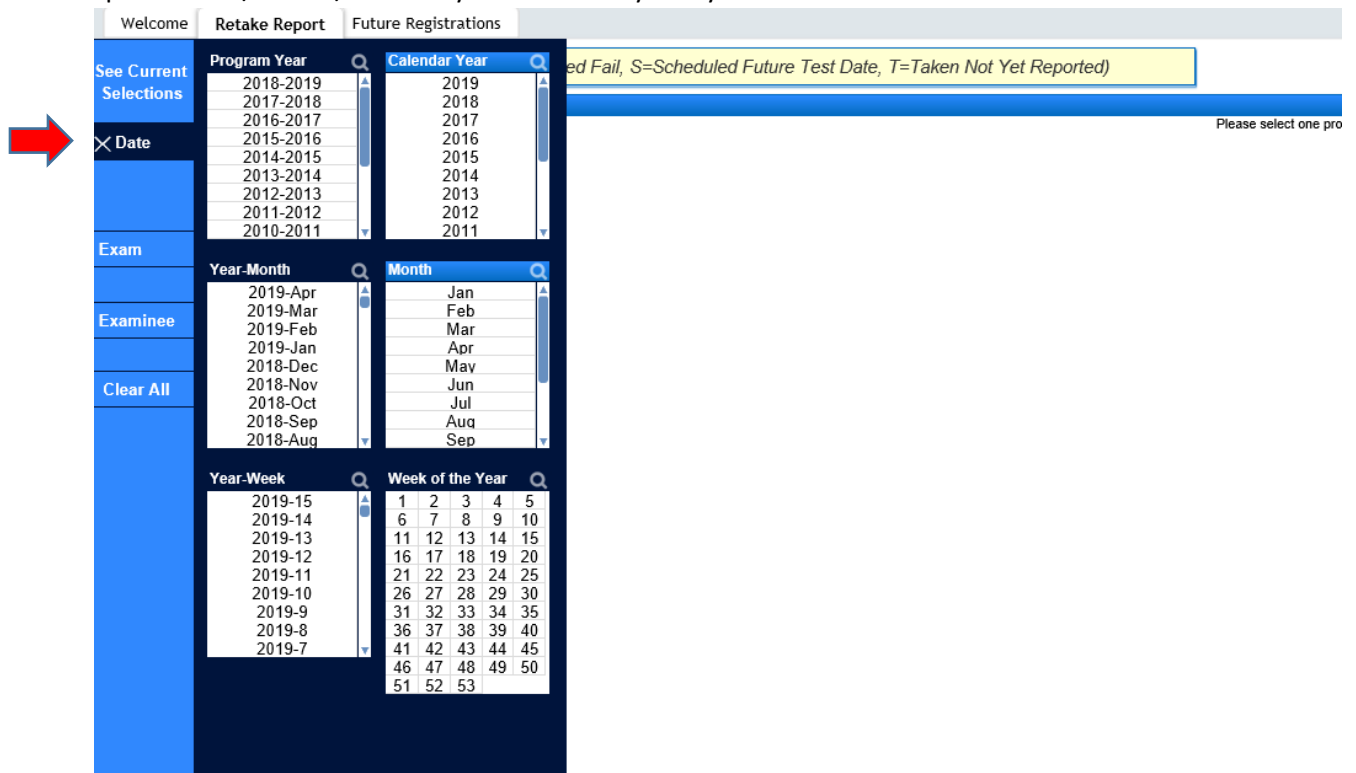 Welcome Retake Report Future Registrations
See Current Selections
ed Fail, S=Scheduled Future Test Date, T=Taken Not Yet Reported)
Please select one pro
X Date
Exam
Examinee
Clear All
Program Year
2018-2019
2017-2018
2016-2017
2015-2016
2014-2015
2013-2014
2012-2013
2011-2012
2010-2011
Calendar Year
2019
2018
2017
2016
2015
2014
2013
2012
2011
Year-Month
2019-Apr
2019-Mar
2019-Feb
2019-Jan
2018-Dec
2018-Nov
2018-Oct
2018-Sep
2018-Aug
Month
Jan
Feb
Mar
Apr
May
Jun
Jul
Aug
Sep
Year-Week
2019-15
2019-14
2019-13
2019-12
2019-11
2019-10
2019-9
2019-8
2019-7
Week of the Year
1 2 3 4 5
6 7 8 9 10
11 12 13 14 15
16 17 18 19 20
21 22 23 24 25
26 27 28 29 30
31 32 33 34 35
36 37 38 39 40
41 42 43 44 45
46 47 48 49 50
51 52 53